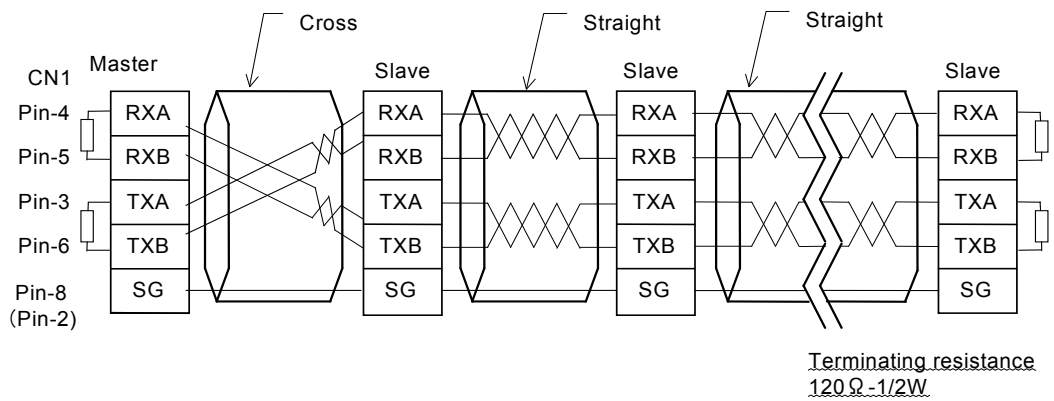 Cross
Straight
Straight
CN1
Master
Slave
Slave
Slave
Pin-4
RXA
RXA
RXA
RXA
Pin-5
RXB
RXB
RXB
RXB
Pin-3
TXA
TXA
TXA
TXA
Pin-6
TXB
TXB
TXB
TXB
Pin-8
(Pin-2)
SG
SG
SG
SG
Terminating resistance
120Ω-1/2W